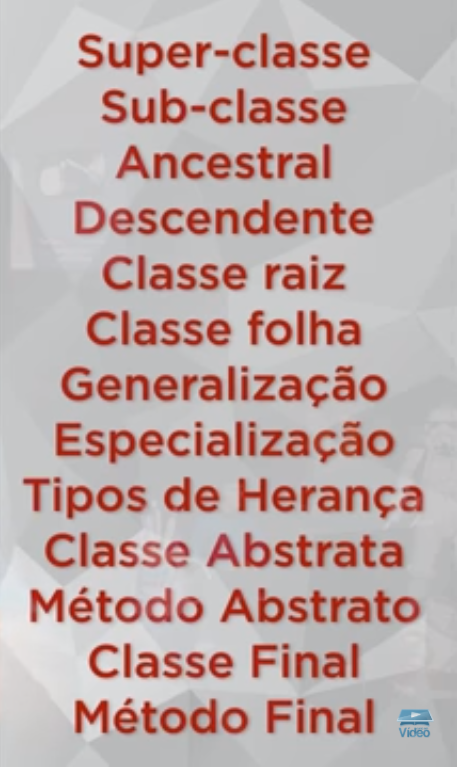 Super-classe
Sub-classe
Ancestral
Descendente
Classe raiz
Classe folha
Generalização
Especialização
Tipos de Herança
Classe Abstrata
Método Abstrato
Classe Final
Método Final
Vídeo